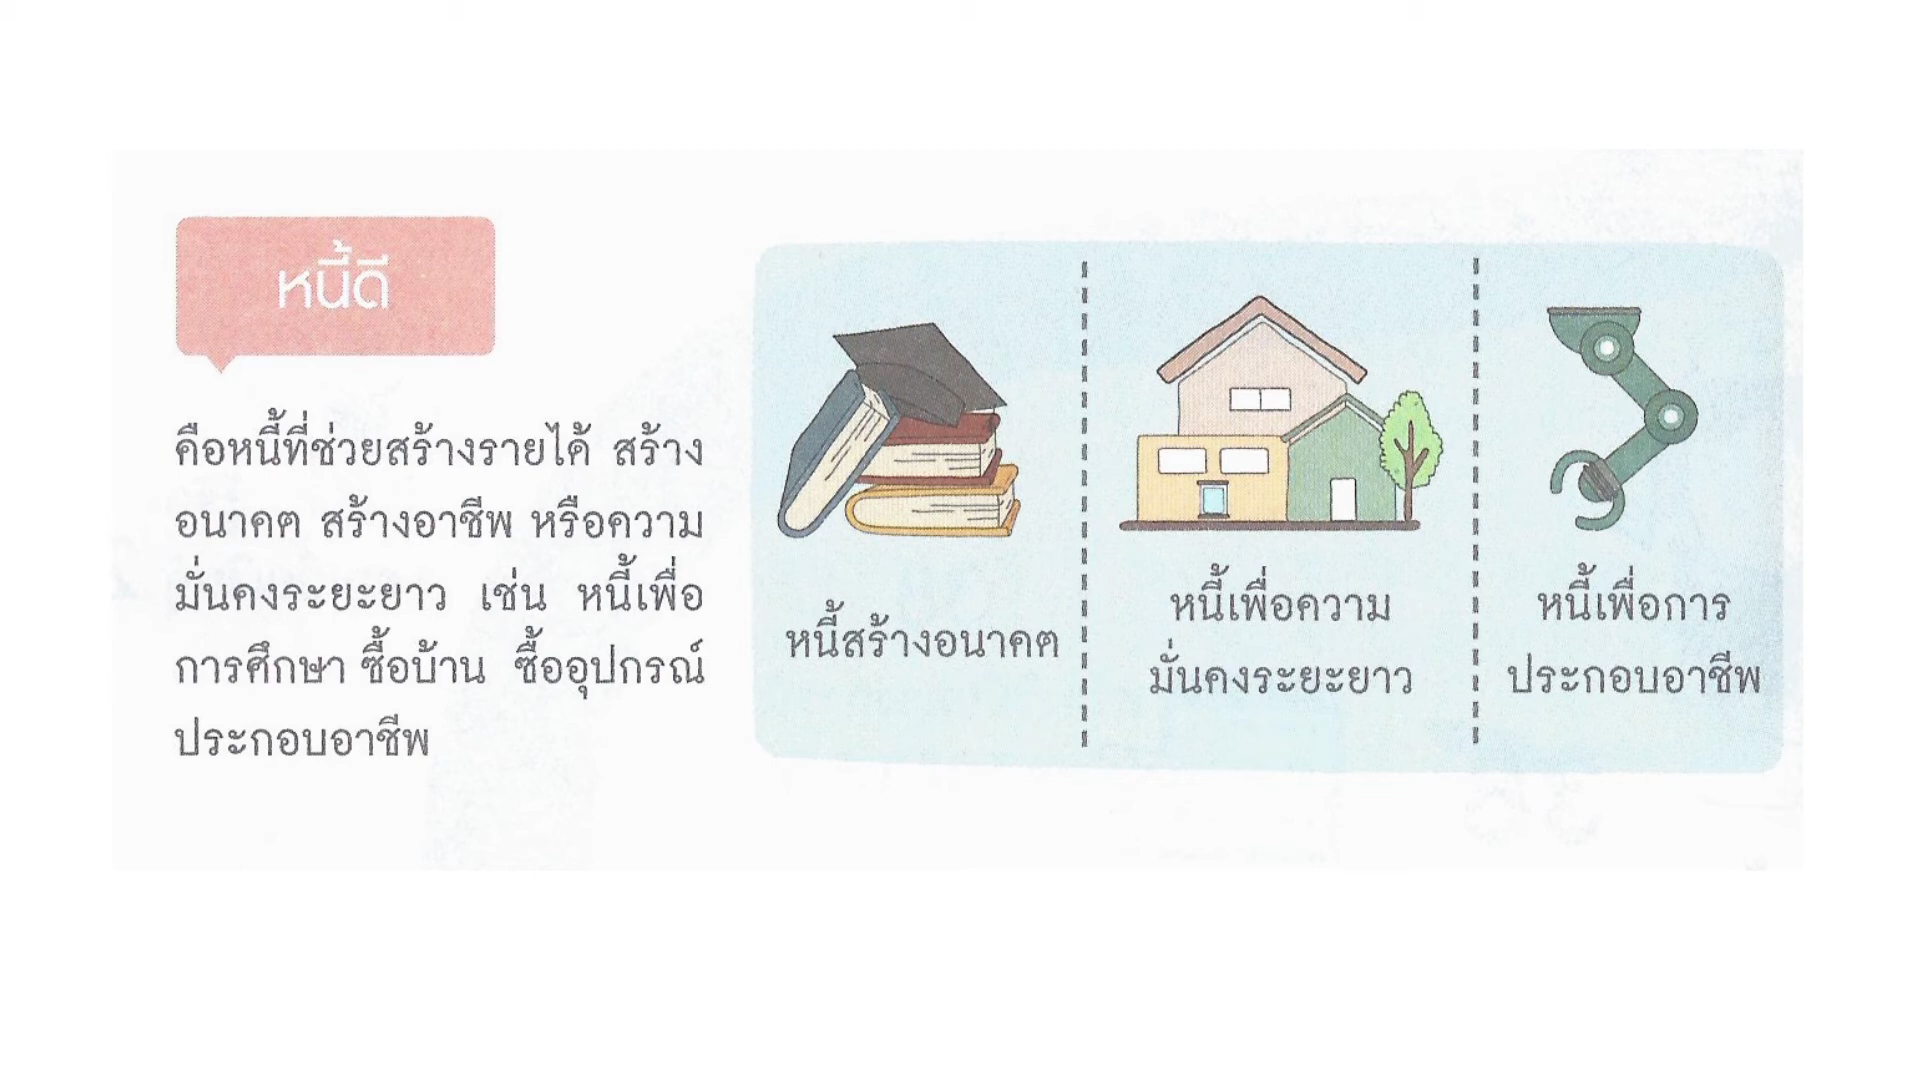 หนี้ดี
คือหนี้ที่ช่วยสร้างรายได้ สร้าง
อนาคต สร้างอาชีพ หรือความ
มั่นคงระยะยาว เช่น หนี้เพื่อ
การศึกษา ซื้อบ้าน ซื้ออุปกรณ์
ประกอบอาชีพ
หนี้สร้างอนาคต
หนี้เพื่อความ
มั่นคงระยะยาว
หนี้เพื่อการ
ประกอบอาชีพ